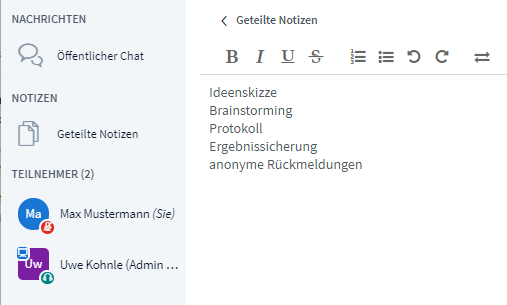 NACHRICHTEN
Öffentlicher Chat
NOTIZEN
Geteilte Notizen
TEILNEHMER (2)
Ma
Max Mustermann (Sie)
Uw
Uwe Kohnle (Admin ...
Geteilte Notizen
B I U S
Ideenskizze
Brainstorming
Protokoll
Ergebnissicherung
anonyme Rückmeldungen